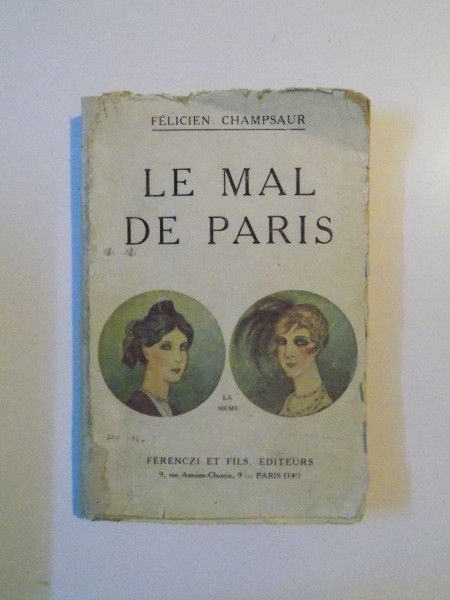 FÉLICIEN CHAMPSAUR
LE MAL
DE PARIS
LA
MÊME
FERENCZI ET FILS, ÉDITEURS
9, rue Antoine-Chantin, 9 :: PARIS (14e)